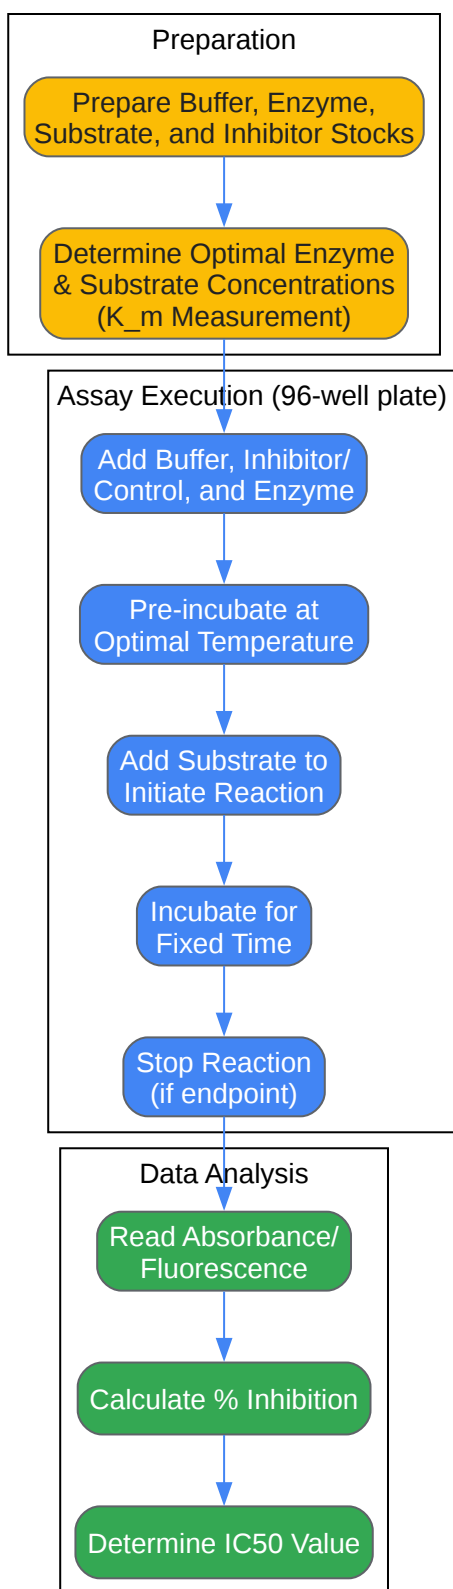 Preparation
Prepare Buffer, Enzyme,
Substrate, and Inhibitor Stocks
Determine Optimal Enzyme
& Substrate Concentrations
(K_m Measurement)
Assay Execution (96-well plate)
Add Buffer, Inhibitor/
Control, and Enzyme
Pre-incubate at
Optimal Temperature
Add Substrate to
Initiate Reaction
Incubate for
Fixed Time
Stop Reaction
(if endpoint)
Data Analysis
Read Absorbance/
Fluorescence
Calculate % Inhibition
Determine IC50 Value